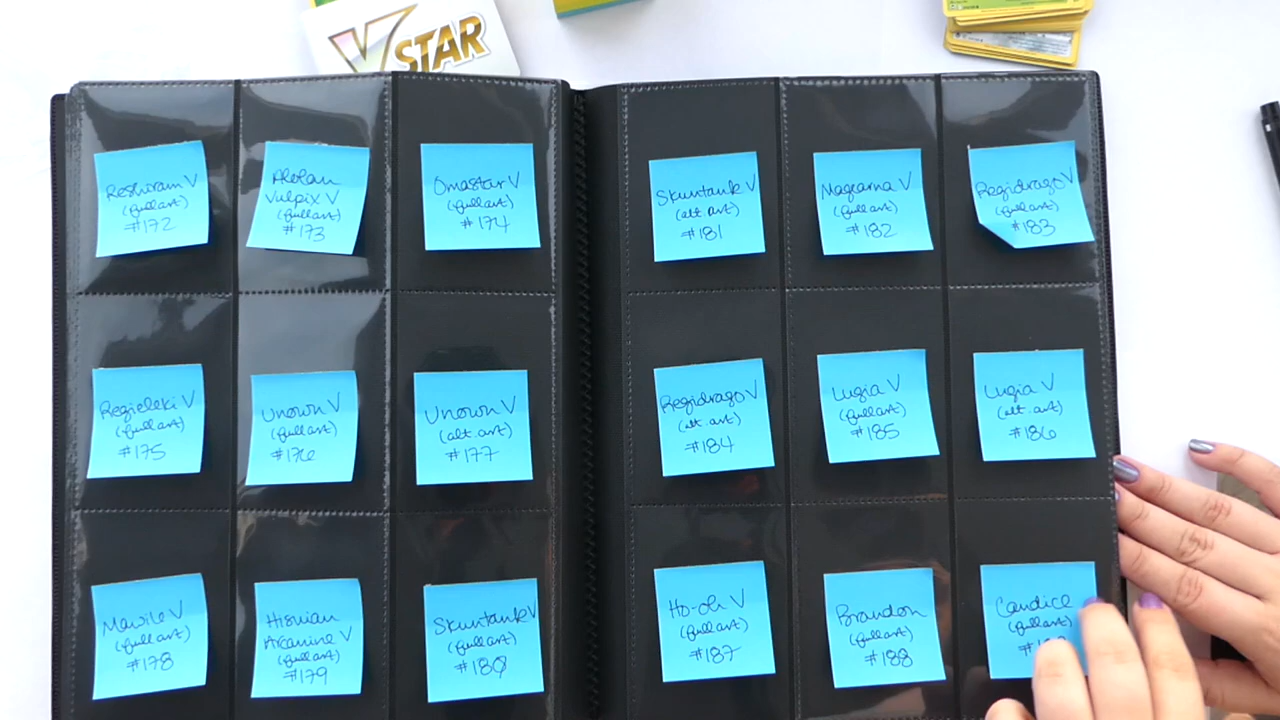 VSTAR
Reshiram V
(full art)
#172
Alolan
Vulpix V
(full art)
#173
Omastar V
(full art)
#174
Regieleki V
(full art)
#175
Unown V
(full art)
#176
Unown V
(alt. art)
#177
Mawile V
(full art)
#178
Hisuian
Arcanine V
(full art)
#179
Skuntank V
(full art)
#180
Skuntank V
(alt. art)
#181
Magearna V
(full art)
#182
Regidrago V
(full art)
#183
Regidrago V
(alt. art)
#184
Lugia V
(full art)
#185
Lugia V
(alt. art)
#186
Ho-oh V
(full art)
#187
Brandon
(full art)
#188
Candice
(full art)